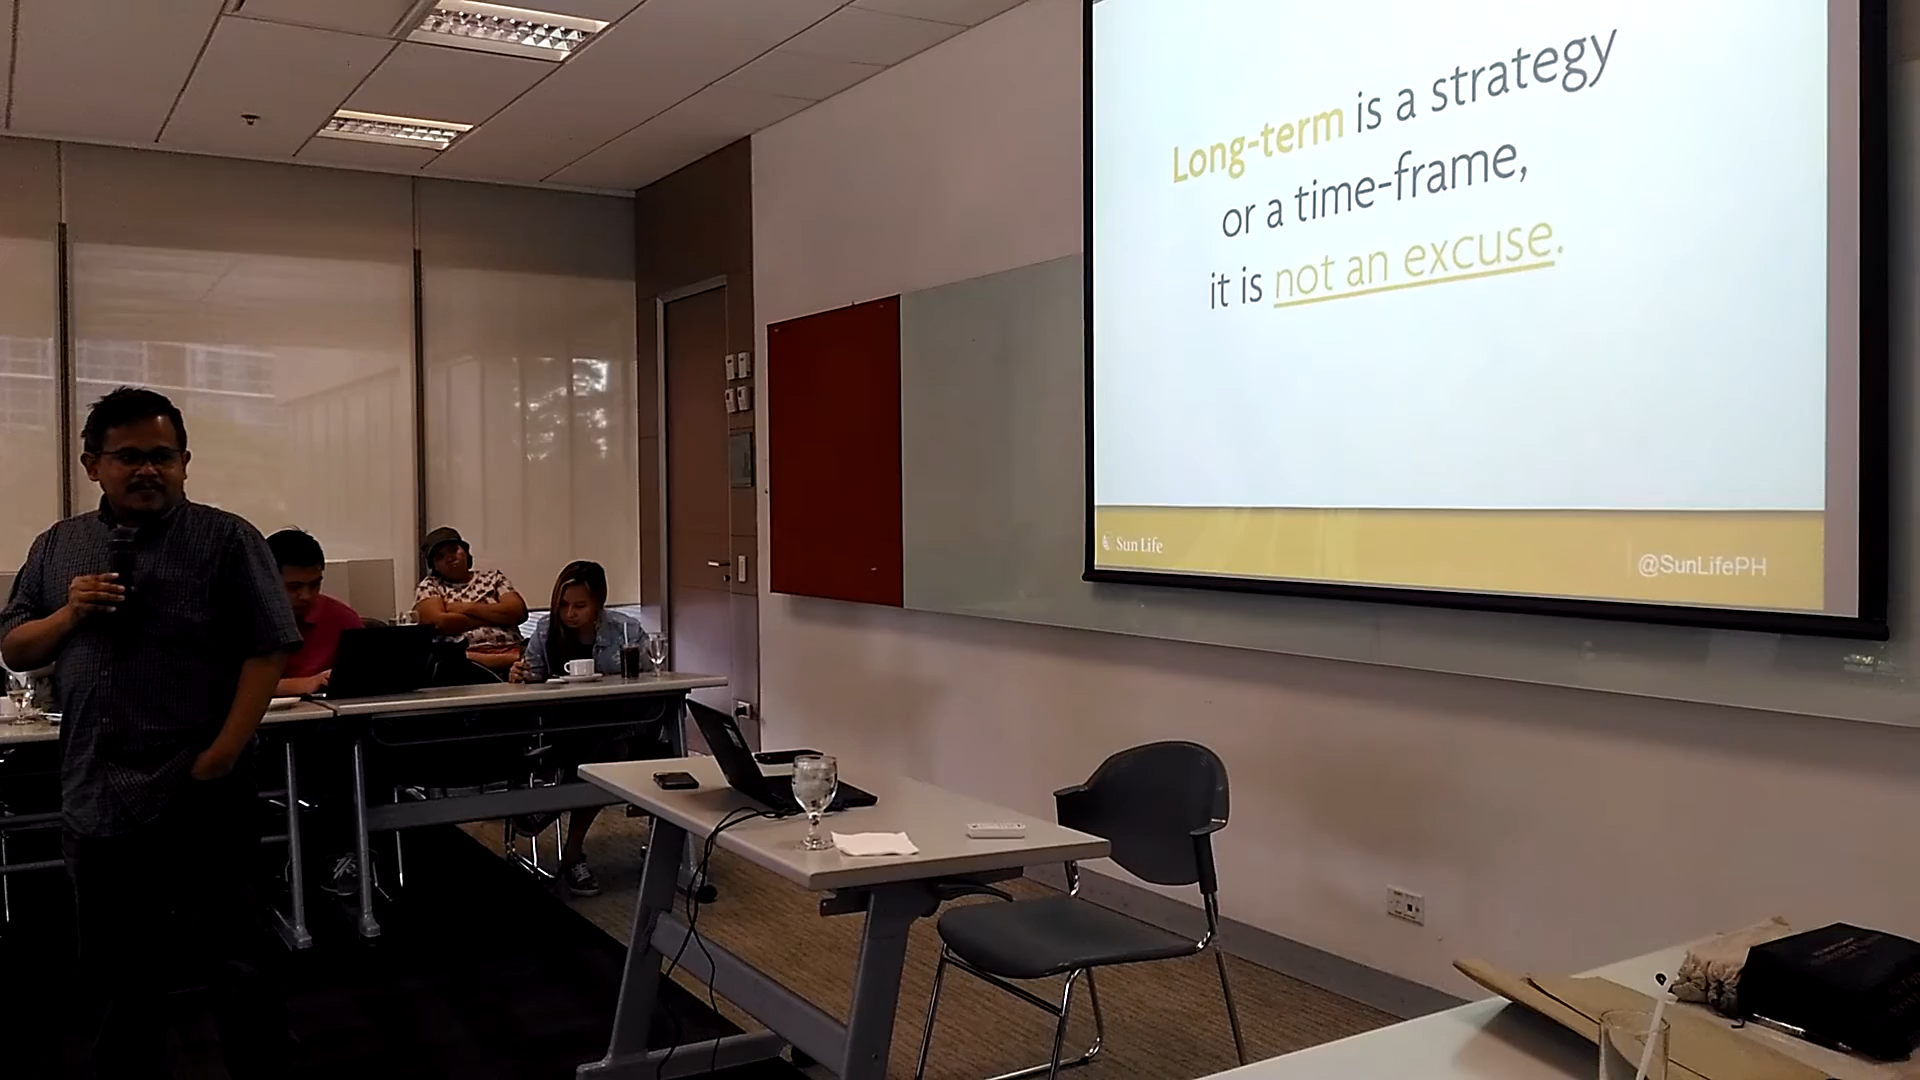 Long-term is a strategy
or a time-frame,
it is not an excuse.
Sun Life
@SunLifePH